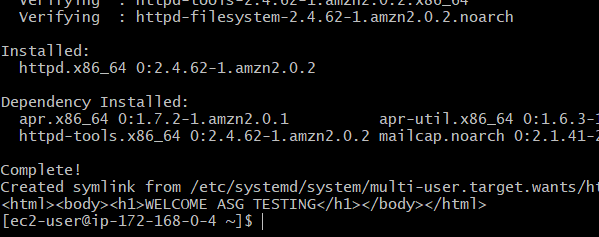 Verifying  : httpd-tools-2.4.62-1.amzn2.0.2.x86_64
Verifying  : httpd-filesystem-2.4.62-1.amzn2.0.2.noarch
Installed:
httpd.x86_64 0:2.4.62-1.amzn2.0.2
Dependency Installed:
apr.x86_64 0:1.7.2-1.amzn2.0.1 apr-util.x86_64 0:1.6.3-1
httpd-tools.x86_64 0:2.4.62-1.amzn2.0.2 mailcap.noarch 0:2.1.41-2
Complete!
Created symlink from /etc/systemd/system/multi-user.target.wants/ht
<html><body><h1>WELCOME ASG TESTING</h1></body></html>
[ec2-user@ip-172-168-0-4 ~]$